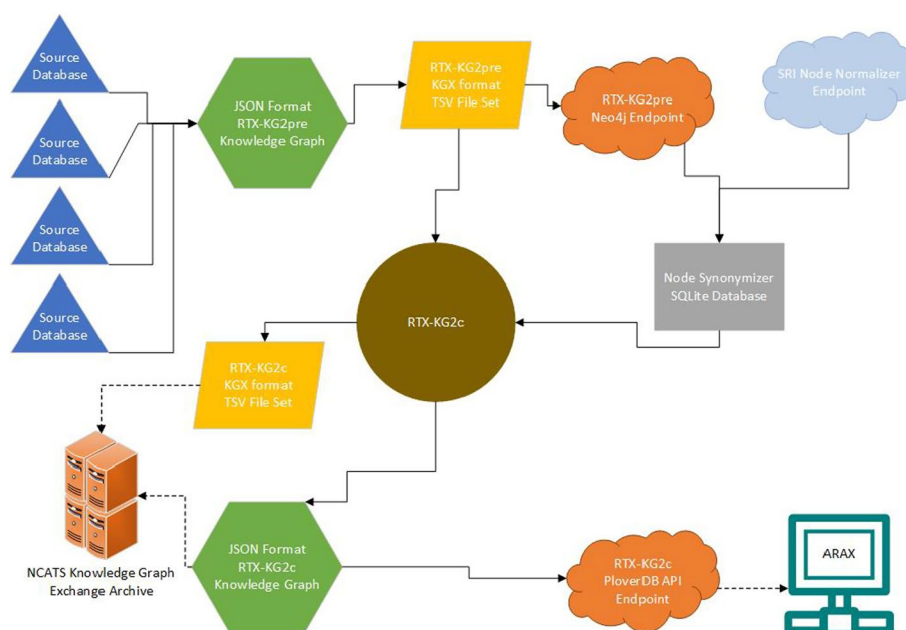 Source
Database
Source
Database
Source
Database
Source
Database
JSON Format
RTX-KG2pre
Knowledge Graph
RTX-KG2pre
KGX format
TSV File Set
RTX-KG2pre
Neo4j Endpoint
SRI Node Normalizer
Endpoint
Node Synonymizer
SQLite Database
RTX-KG2c
RTX-KG2c
KGX format
TSV File Set
NCATS Knowledge Graph
Exchange Archive
JSON Format
RTX-KG2c
Knowledge Graph
RTX-KG2c
PloverDB API
Endpoint
ARAX